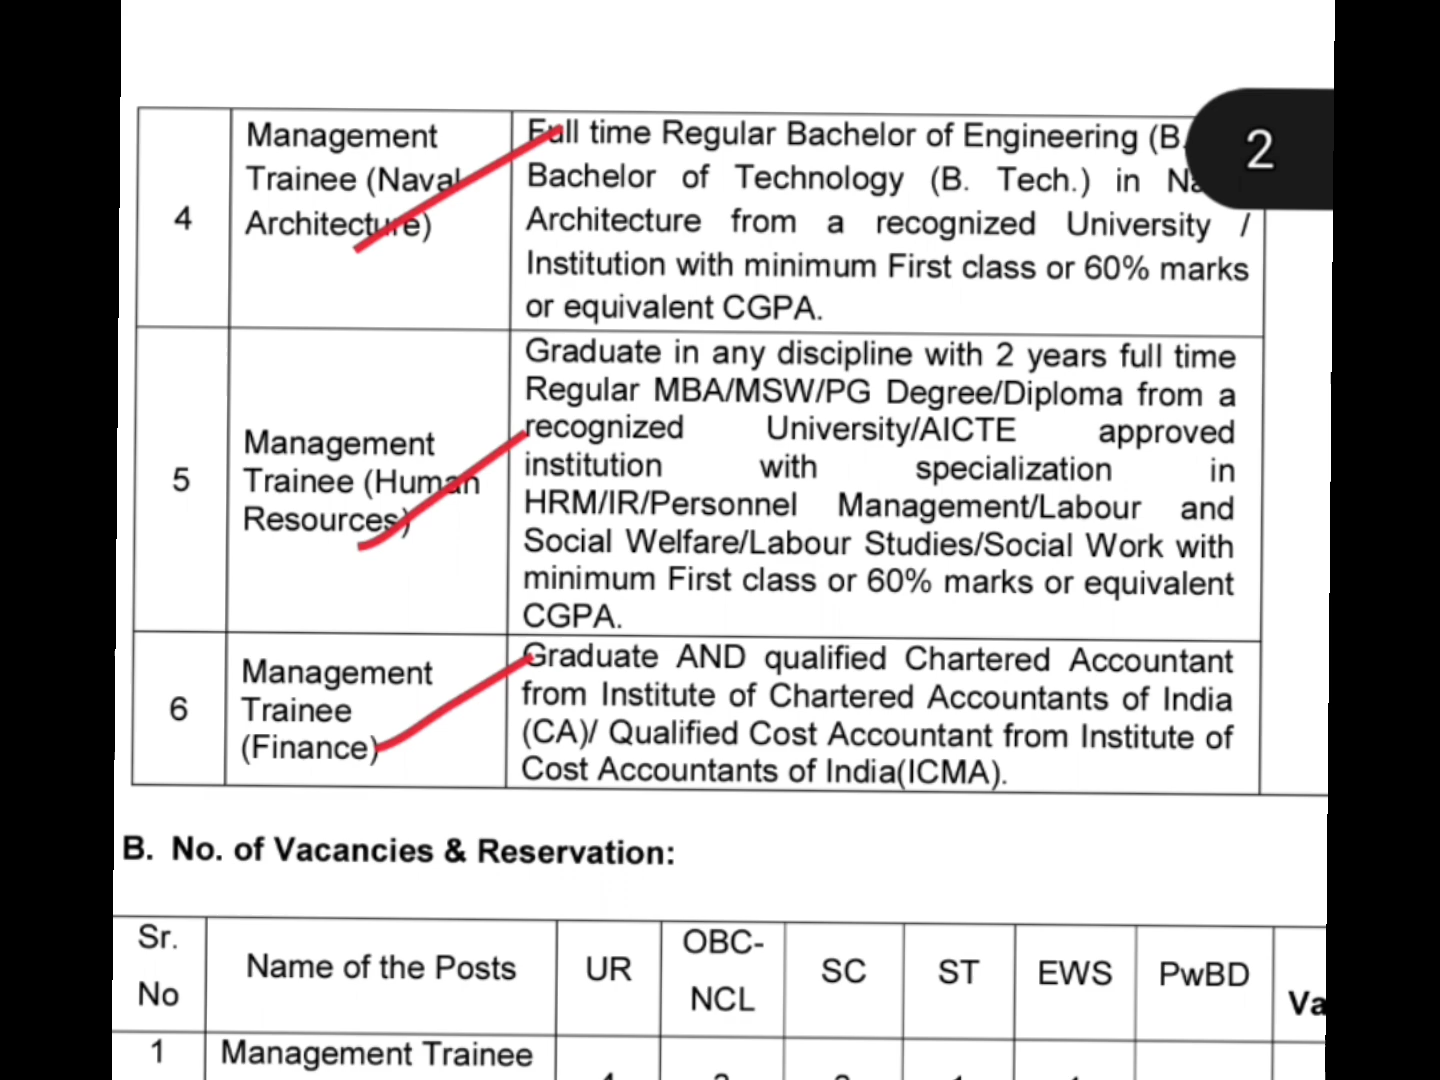 2
4
Management
Trainee (Naval
Architecture)
Full time Regular Bachelor of Engineering (B.
Bachelor of Technology (B. Tech.) in
Architecture from a recognized University /
Institution with minimum First class or 60% marks
or equivalent CGPA.
5
Management
Trainee (Human
Resources)
Graduate in any discipline with 2 years full time
Regular MBA/MSW/PG Degree/Diploma from a
recognized University/AICTE approved
institution with specialization in
HRM/IR/Personnel Management/Labour and
Social Welfare/Labour Studies/Social Work with
minimum First class or 60% marks or equivalent
CGPA.
6
Management
Trainee
(Finance)
Graduate AND qualified Chartered Accountant
from Institute of Chartered Accountants of India
(CA)/ Qualified Cost Accountant from Institute of
Cost Accountants of India(ICMA).
B. No. of Vacancies & Reservation:
Sr.
No
Name of the Posts
UR
OBC-
NCL
SC
ST
EWS
PwBD
1
Management Trainee